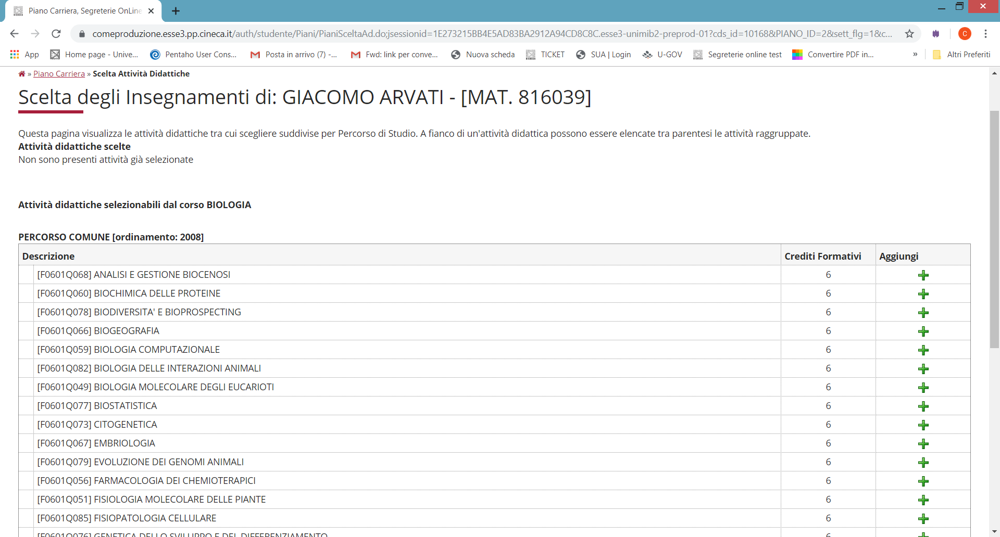 Piano Carriera, Segreterie OnLine
comeproduzione.esse3.pp.cineca.it/auth/studente/Piani/PianiSceltaAd.do;jsessionid=1E273215BB4E5AD83BA2912A94CD8C8C.esse3-unimib2-preprod-01?cds_id=10168&PIANO_ID=2&sett_flg=1&c...
C
App Home page - Unive... Pentaho User Cons... Posta in arrivo (7) -... Fwd: link per conve... Nuova scheda TICKET SUA | Login U-GOV Segreterie online test Convertire PDF in... » Altri Preferiti
» Piano Carriera » Scelta Attività Didattiche
Scelta degli Insegnamenti di: GIACOMO ARVATI - [MAT. 816039]
Questa pagina visualizza le attività didattiche tra cui scegliere suddivise per Percorso di Studio. A fianco di un'attività didattica possono essere elencate tra parentesi le attività raggruppate.
Attività didattiche scelte
Non sono presenti attività già selezionate
Attività didattiche selezionabili dal corso BIOLOGIA
PERCORSO COMUNE [ordinamento: 2008]
Descrizione Crediti Formativi Aggiungi
[F0601Q068] ANALISI E GESTIONE BIOCENOSI 6
[F0601Q060] BIOCHIMICA DELLE PROTEINE 6
[F0601Q078] BIODIVERSITA' E BIOPROSPECTING 6
[F0601Q066] BIOGEOGRAFIA 6
[F0601Q059] BIOLOGIA COMPUTAZIONALE 6
[F0601Q082] BIOLOGIA DELLE INTERAZIONI ANIMALI 6
[F0601Q049] BIOLOGIA MOLECOLARE DEGLI EUCARIOTI 6
[F0601Q077] BIOSTATISTICA 6
[F0601Q073] CITOGENETICA 6
[F0601Q067] EMBRIOLOGIA 6
[F0601Q079] EVOLUZIONE DEI GENOMI ANIMALI 6
[F0601Q056] FARMACOLOGIA DEI CHEMIOTERAPICI 6
[F0601Q051] FISIOLOGIA MOLECOLARE DELLE PIANTE 6
[F0601Q085] FISIOPATOLOGIA CELLULARE 6
[F0601Q076] GENETICA DELLO SVILUPPO E DEL DIFFERENZIAMENTO 6